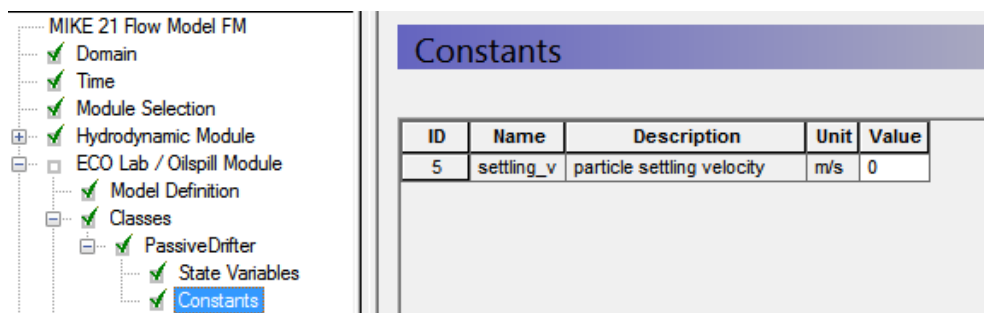 MIKE 21 Flow Model FM
Domain
Time
Module Selection
Hydrodynamic Module
ECO Lab / Oilspill Module
Model Definition
Classes
PassiveDrifter
State Variables
Constants
Constants
ID Name Description Unit Value
5 settling_v particle settling velocity m/s 0